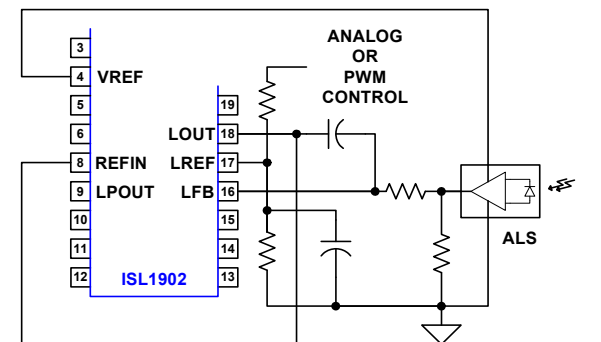 ANALOG
OR
PWM
CONTROL
3
4 VREF
5
6
8 REFIN
9 LPOUT
10
11
12
19
LOUT 18
LREF 17
LFB 16
15
14
13
ISL1902
ALS